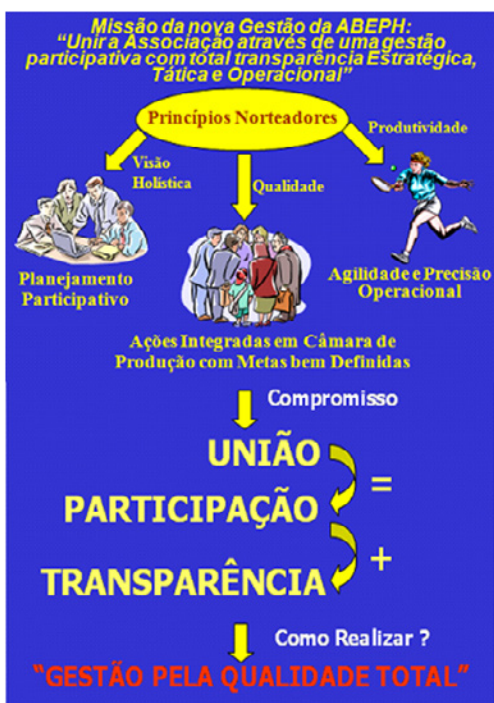 Missão da nova Gestão da ABEPH:
“Unir a Associação através de uma gestão
participativa com total transparência Estratégica,
Tática e Operacional”
Princípios Norteadores
Produtividade
Visão
Holística
Qualidade
Planejamento
Participativo
Agilidade e Precisão
Operacional
Ações Integradas em Câmara de
Produção com Metas bem Definidas
Compromisso
UNIÃO
=
PARTICIPAÇÃO
+
TRANSPARÊNCIA
Como Realizar ?
“GESTÃO PELA QUALIDADE TOTAL”